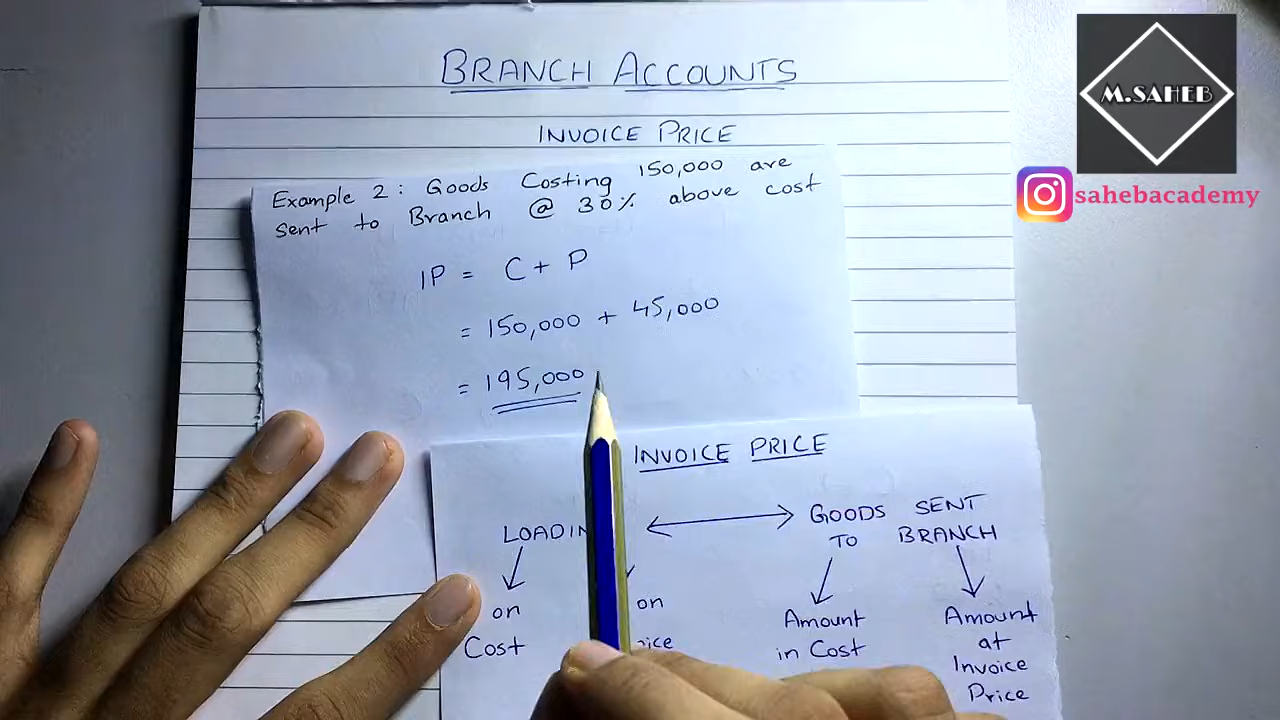 BRANCH ACCOUNTS
INVOICE PRICE
Example 2: Goods Costing 150,000 are
sent to Branch @ 30% above cost
IP = C + P
= 150,000 + 45,000
= 195,000
INVOICE PRICE
GOODS SENT
TO BRANCH
on
Cost
on
Amount
in Cost
Amount
at
Invoice
Price
M.SAHEB
sahebacademy